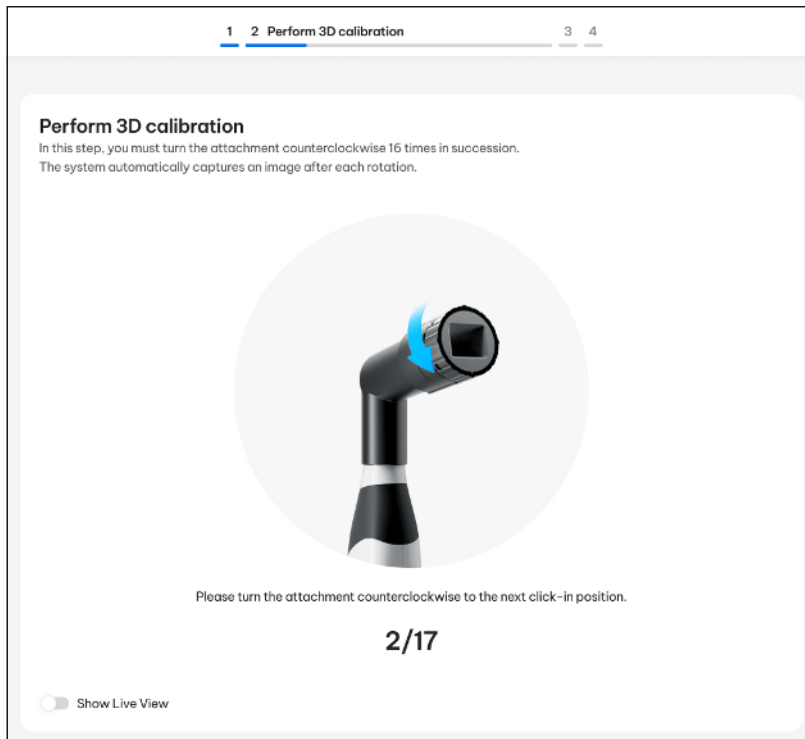 1 2 Perform 3D calibration 3 4
Perform 3D calibration
In this step, you must turn the attachment counterclockwise 16 times in succession.
The system automatically captures an image after each rotation.
Please turn the attachment counterclockwise to the next click-in position.
2/17
Show Live View